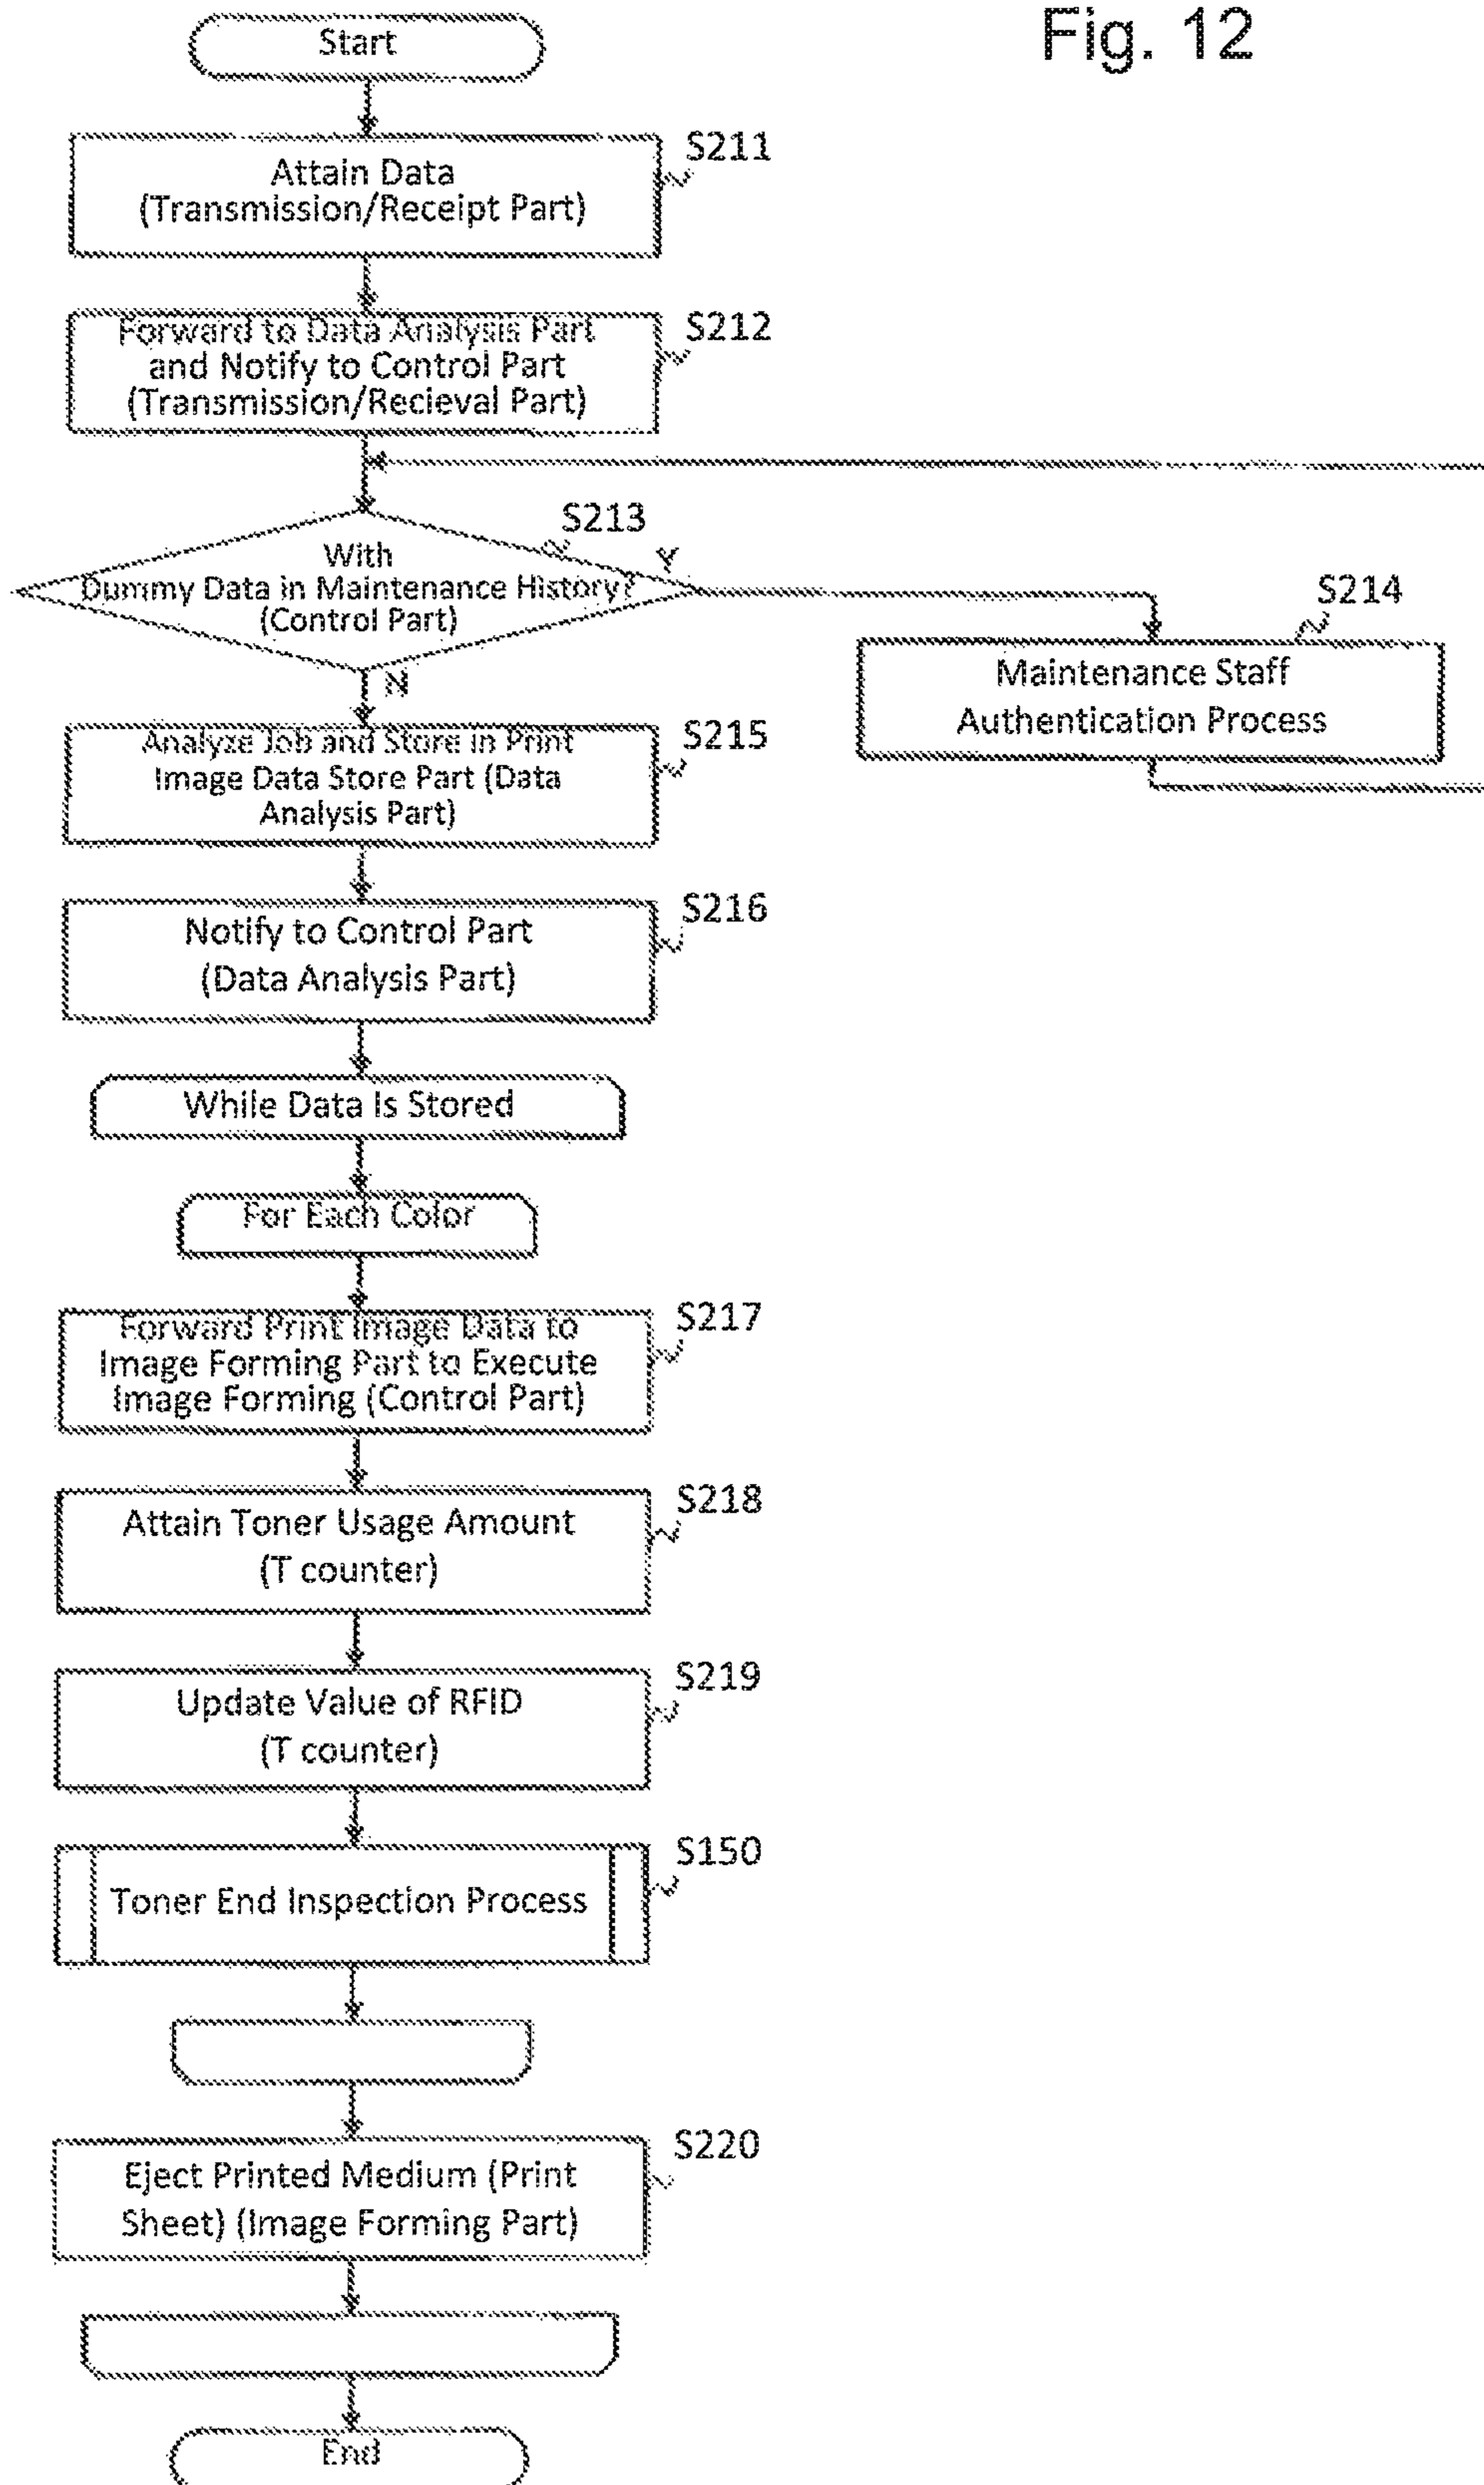 Fig. 12
Start
S211
Attain Data
(Transmission/Receipt Part)
S212
Forward to Data Analysis Part
and Notify to Control Part
(Transmission/Recieval Part)
S213
With
Dummy Data in Maintenance History?
(Control Part)
Y
N
S214
Maintenance Staff
Authentication Process
S215
Analyze Job and Store in Print
Image Data Store Part (Data
Analysis Part)
S216
Notify to Control Part
(Data Analysis Part)
While Data Is Stored
For Each Color
S217
Forward Print Image Data to
Image Forming Part to Execute
Image Forming (Control Part)
S218
Attain Toner Usage Amount
(T counter)
S219
Update Value of RFID
(T counter)
S150
Toner End Inspection Process
S220
Eject Printed Medium (Print
Sheet) (Image Forming Part)
End